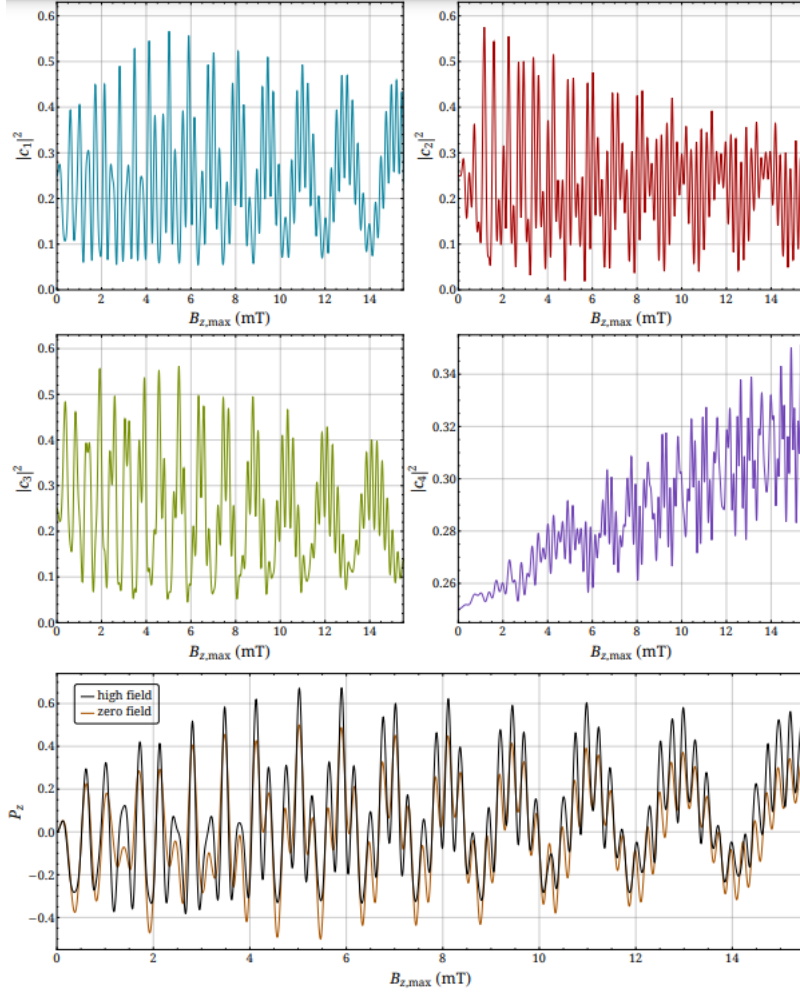 0.6 0.6
0.5 0.5
0.4 0.4
|c₁|² 0.3 |c₂|² 0.3
0.2 0.2
0.1 0.1
0.0 0.0
0 2 4 6 8 10 12 14 0 2 4 6 8 10 12 14
B_{z,max} (mT) B_{z,max} (mT)
0.6
0.5 0.34
0.4 0.32
|c₃|² 0.3 |c₄|² 0.30
0.2 0.28
0.1 0.26
0.0
0 2 4 6 8 10 12 14 0 2 4 6 8 10 12 14
B_{z,max} (mT) B_{z,max} (mT)
high field
zero field
0.6
0.4
0.2
P_z 0.0
−0.2
−0.4
0 2 4 6 8 10 12 14
B_{z,max} (mT)